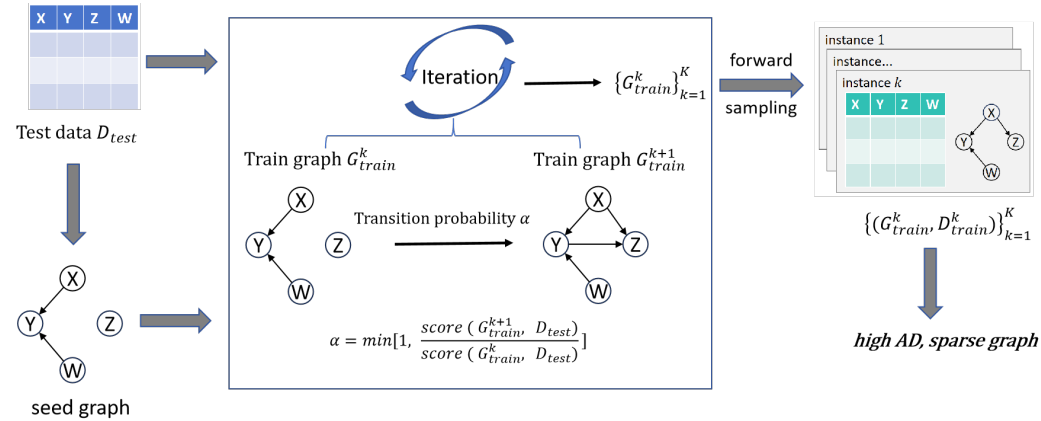 X Y Z W
Test data D_test
X
Y
Z
W
seed graph
Iteration
{G^k_train}^K_{k=1}
Train graph G^k_train
Train graph G^{k+1}_train
X
Y
Z
W
Transition probability α
X
Y
Z
W
α = min[1, score ( G^{k+1}_train, D_test) / score ( G^k_train, D_test) ]
forward
sampling
instance 1
instance...
instance k
X Y Z W
X
Y
Z
W
{(G^k_train, D^k_train)}^K_{k=1}
high AD, sparse graph